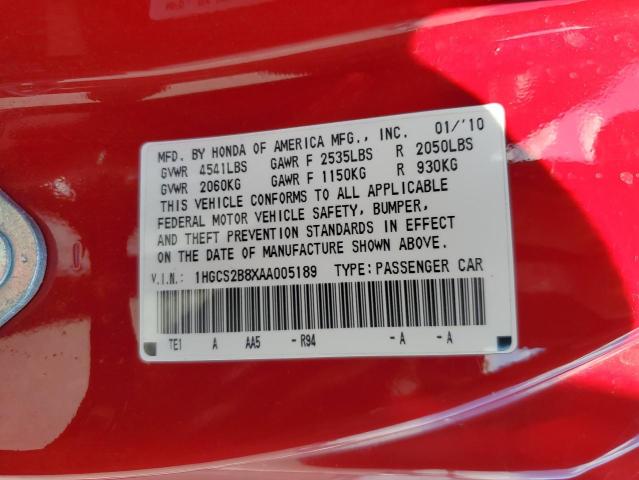 MFD. BY HONDA OF AMERICA MFG., INC. 01/'10
GVWR 4541LBS GAWR F 2535LBS R 2050LBS
GVWR 2060KG GAWR F 1150KG R 930KG
THIS VEHICLE CONFORMS TO ALL APPLICABLE
FEDERAL MOTOR VEHICLE SAFETY, BUMPER,
AND THEFT PREVENTION STANDARDS IN EFFECT
ON THE DATE OF MANUFACTURE SHOWN ABOVE.
V.I.N.: 1HGCS2B8XAA005189 TYPE: PASSENGER CAR
TE1 A AA5 - R94 - A - A